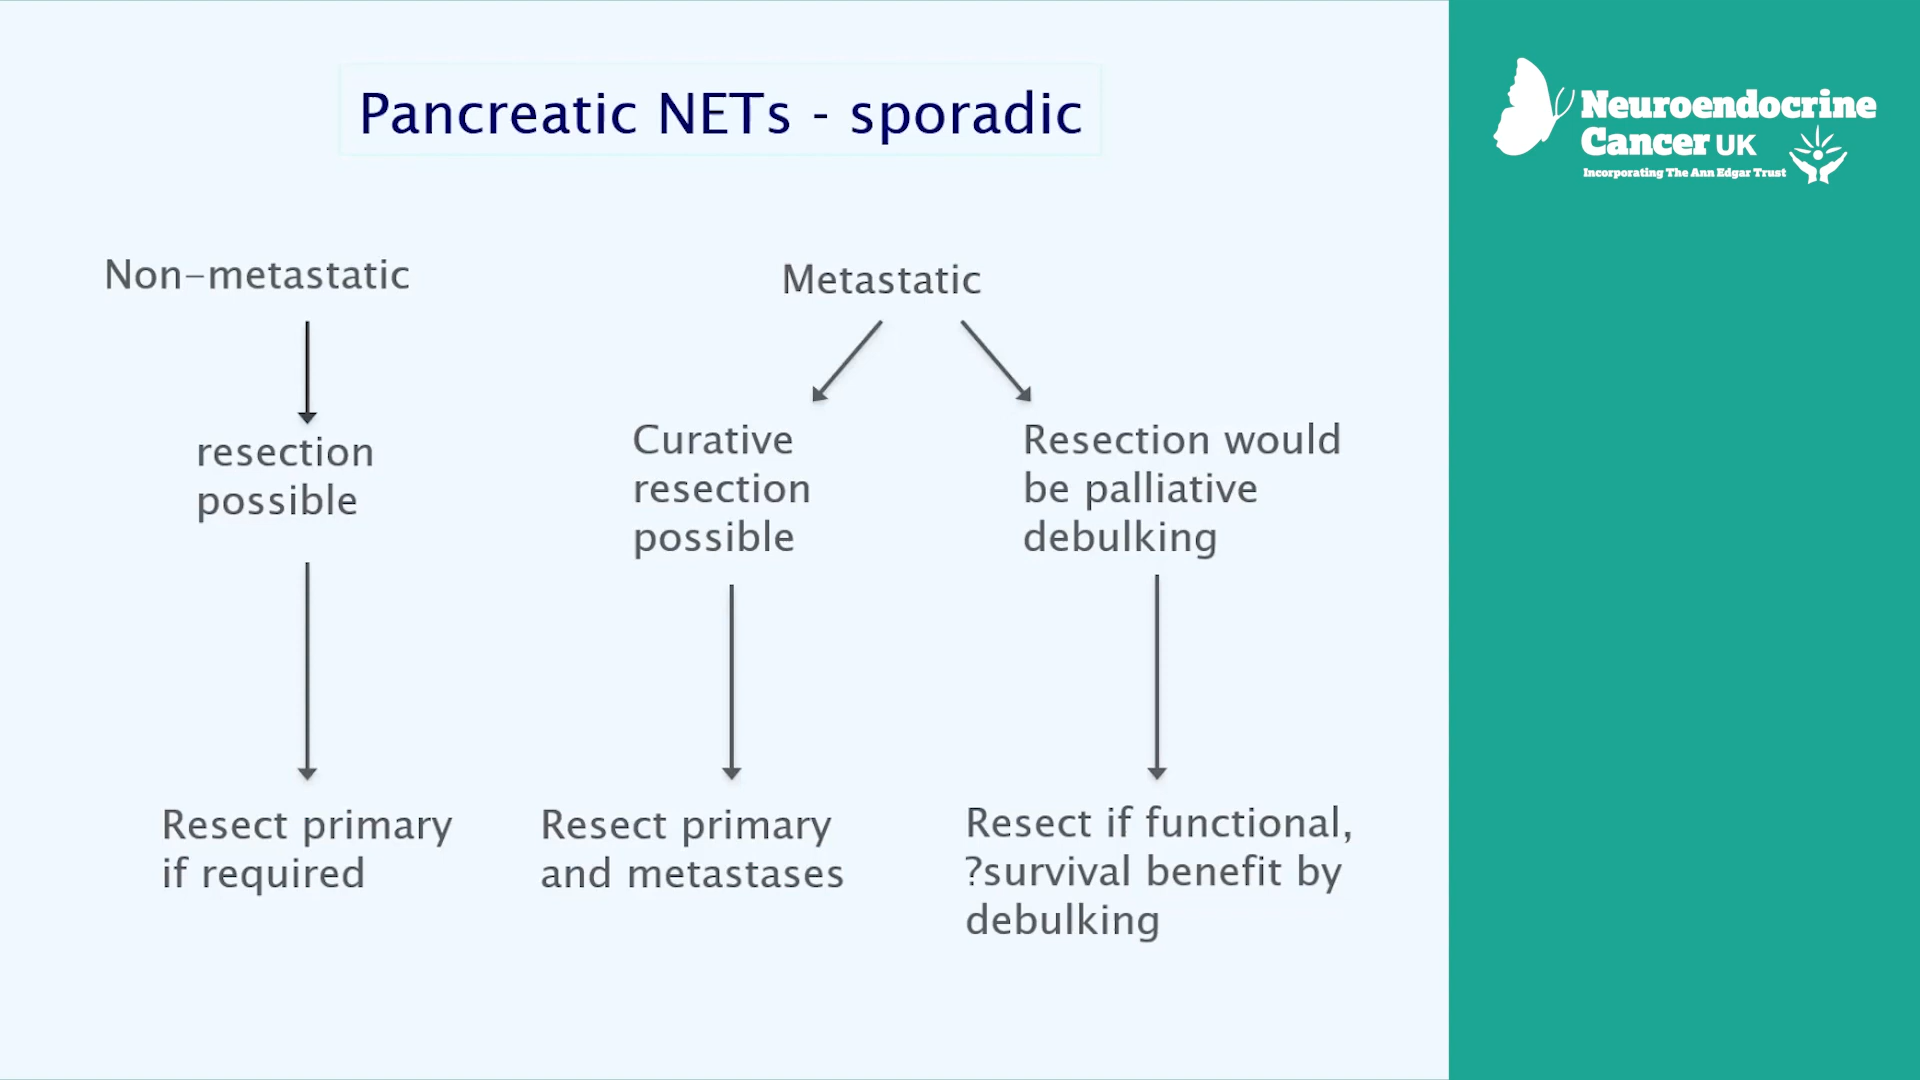 Pancreatic NETs - sporadic
Neuroendocrine
Cancer UK
Incorporating The Ann Edgar Trust
Non-metastatic
Metastatic
resection
possible
Curative
resection
possible
Resection would
be palliative
debulking
Resect primary
if required
Resect primary
and metastases
Resect if functional,
?survival benefit by
debulking